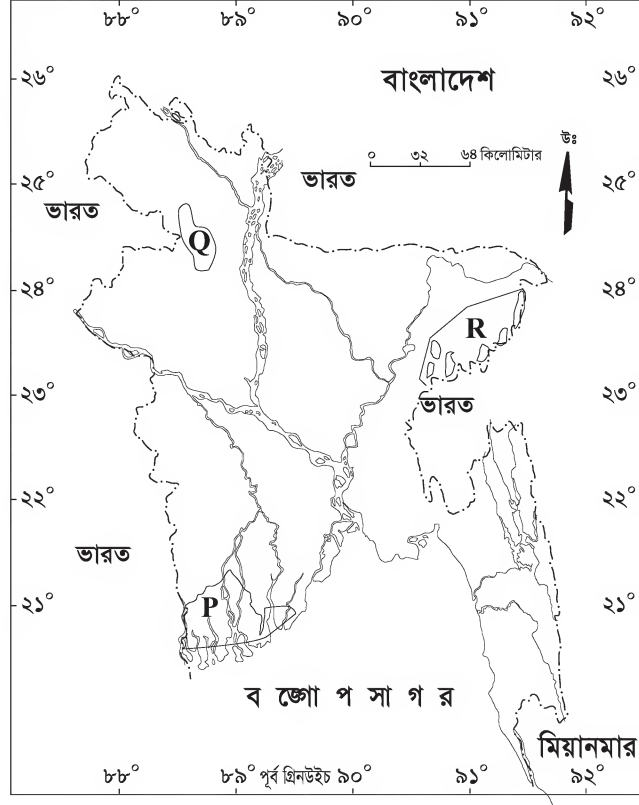 ৮৮° ৮৯° ৯০° ৯১° ৯২°
২৬° বাংলাদেশ ২৬°
উঃ
০ ৩২ ৬৪ কিলোমিটার
২৫° ভারত ২৫°
ভারত
Q
২৪° ২৪°
R
২৩° ২৩°
ভারত
২২° ২২°
ভারত
২১° P ২১°
ব ঙ্গো প সা গ র
মিয়ানমার
৮৮° ৮৯° পূর্ব গ্রিনউইচ ৯০° ৯১° ৯২°